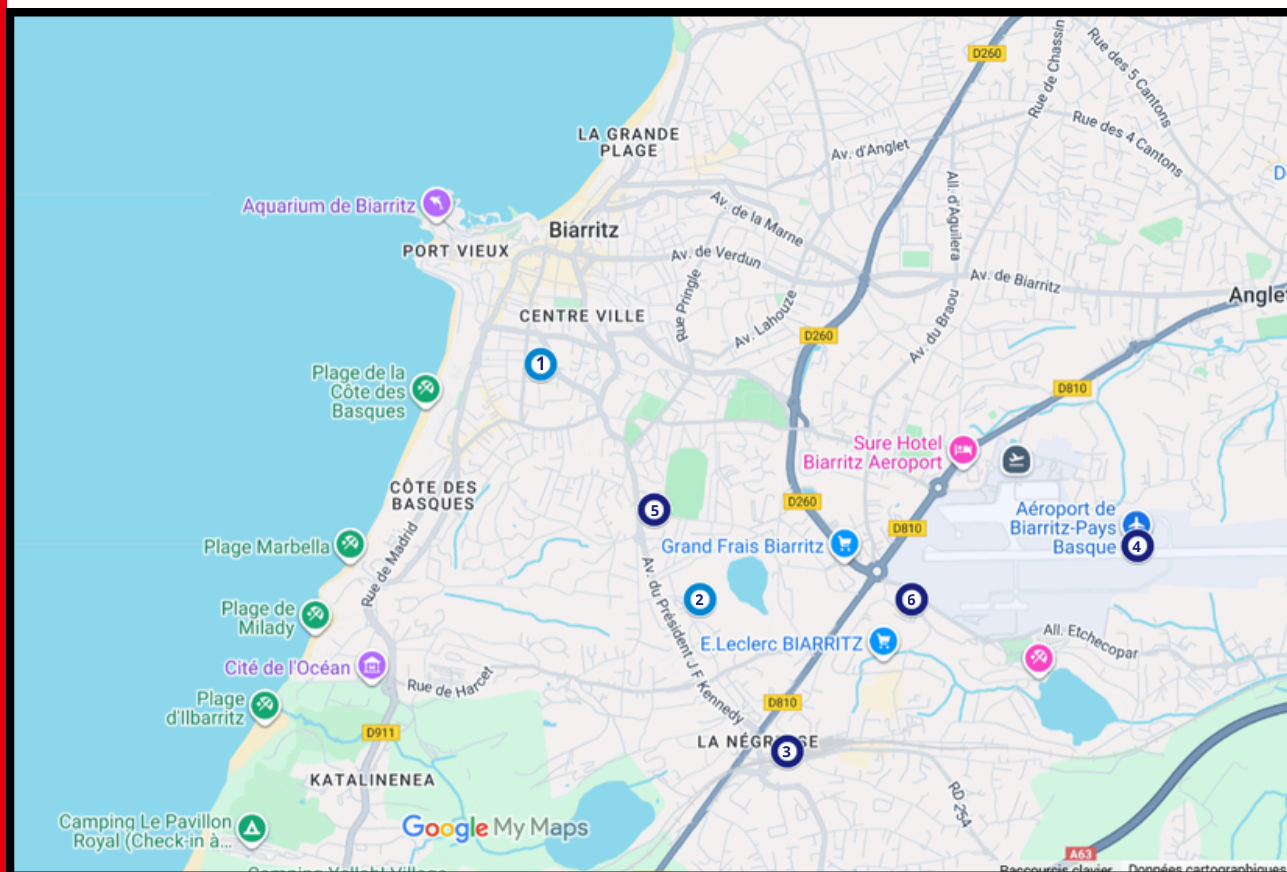 D260
Rue de Chassin
Rue des 5 Cantons
Rue des 4 Cantons
LA GRANDE
PLAGE
Av. d'Anglet
Aquarium de Biarritz
Av. de la Marne
All. d'Aguilera
Biarritz
PORT VIEUX
Av. de Verdun
Av. de Biarritz
Rue Pringle
CENTRE VILLE
Av. Lahouze
D260
Av. du Braou
1
Plage de la
Côte des
Basques
D810
Sure Hotel
Biarritz Aeroport
CÔTE DES
BASQUES
5
D260
D810
Aéroport de
Biarritz-Pays
Basque
4
Plage Marbella
Rue de Madrid
Grand Frais Biarritz
Av. du Président J F Kennedy
2
6
Plage de
Milady
E.Leclerc BIARRITZ
All. Etchecopar
Cité de l'Océan
Rue de Harcet
Plage
d'Ilbarritz
D810
D911
3
KATALINENEA
RD 254
Camping Le Pavillon
Royal (Check-in à...
Google My Maps
A63
Raccourcis clavier
Données cartographiques